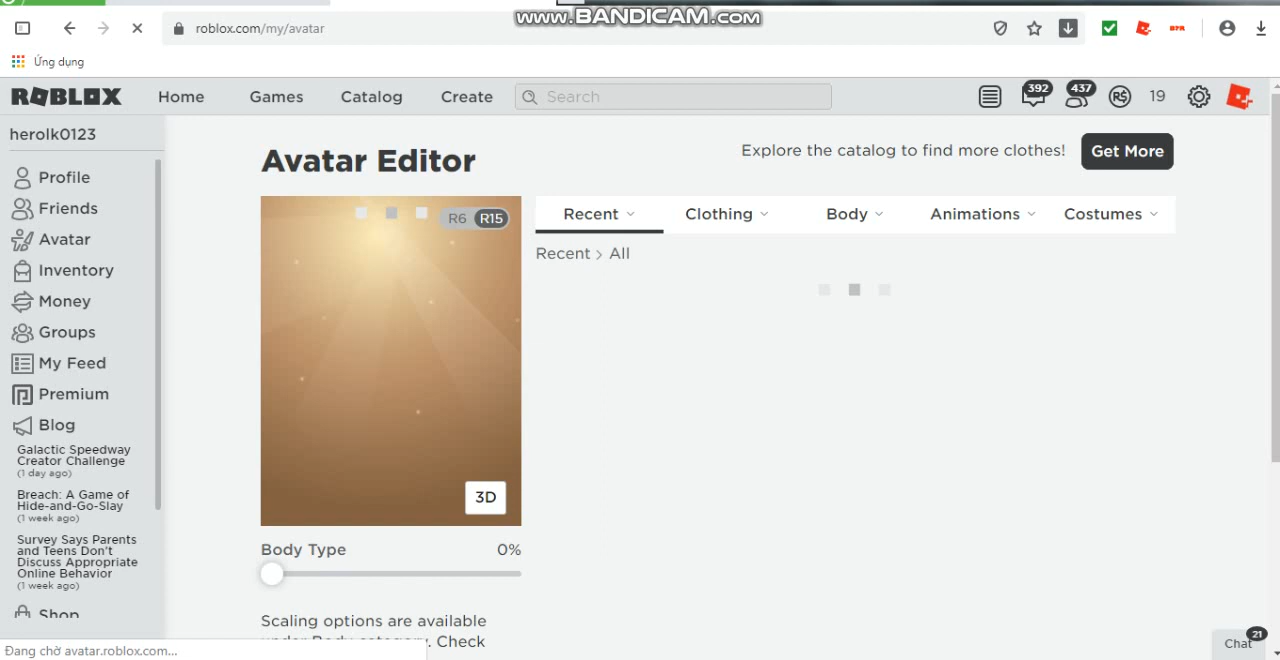 www.BANDICAM.com
roblox.com/my/avatar
Ứng dụng
ROBLOX Home Games Catalog Create Search 392 437 R$ 19
herolk0123
Profile
Friends
Avatar
Inventory
Money
Groups
My Feed
Premium
Blog
Galactic Speedway
Creator Challenge
(1 day ago)
Breach: A Game of
Hide-and-Go-Slay
(1 week ago)
Survey Says Parents
and Teens Don't
Discuss Appropriate
Online Behavior
(1 week ago)
Shop
Avatar Editor
Explore the catalog to find more clothes! Get More
R6 R15
3D
Body Type 0%
Scaling options are available
under Body category. Check
Recent Clothing Body Animations Costumes
Recent > All
Chat 21
Đang chờ avatar.roblox.com...